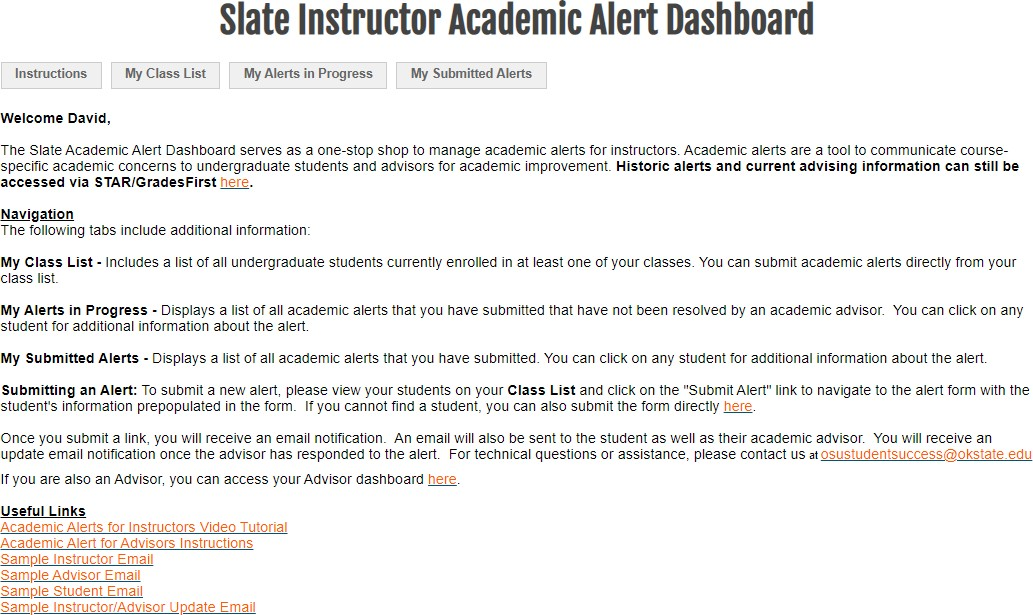 Slate Instructor Academic Alert Dashboard
Instructions
My Class List
My Alerts in Progress
My Submitted Alerts
Welcome David,
The Slate Academic Alert Dashboard serves as a one-stop shop to manage academic alerts for instructors. Academic alerts are a tool to communicate course-
specific academic concerns to undergraduate students and advisors for academic improvement. Historic alerts and current advising information can still be
accessed via STAR/GradesFirst here.
Navigation
The following tabs include additional information:
My Class List - Includes a list of all undergraduate students currently enrolled in at least one of your classes. You can submit academic alerts directly from your
class list.
My Alerts in Progress - Displays a list of all academic alerts that you have submitted that have not been resolved by an academic advisor. You can click on any
student for additional information about the alert.
My Submitted Alerts - Displays a list of all academic alerts that you have submitted. You can click on any student for additional information about the alert.
Submitting an Alert: To submit a new alert, please view your students on your Class List and click on the "Submit Alert" link to navigate to the alert form with the
student's information prepopulated in the form. If you cannot find a student, you can also submit the form directly here.
Once you submit a link, you will receive an email notification. An email will also be sent to the student as well as their academic advisor. You will receive an
update email notification once the advisor has responded to the alert. For technical questions or assistance, please contact us at osustudentsuccess@okstate.edu
If you are also an Advisor, you can access your Advisor dashboard here.
Useful Links
Academic Alerts for Instructors Video Tutorial
Academic Alert for Advisors Instructions
Sample Instructor Email
Sample Advisor Email
Sample Student Email
Sample Instructor/Advisor Update Email